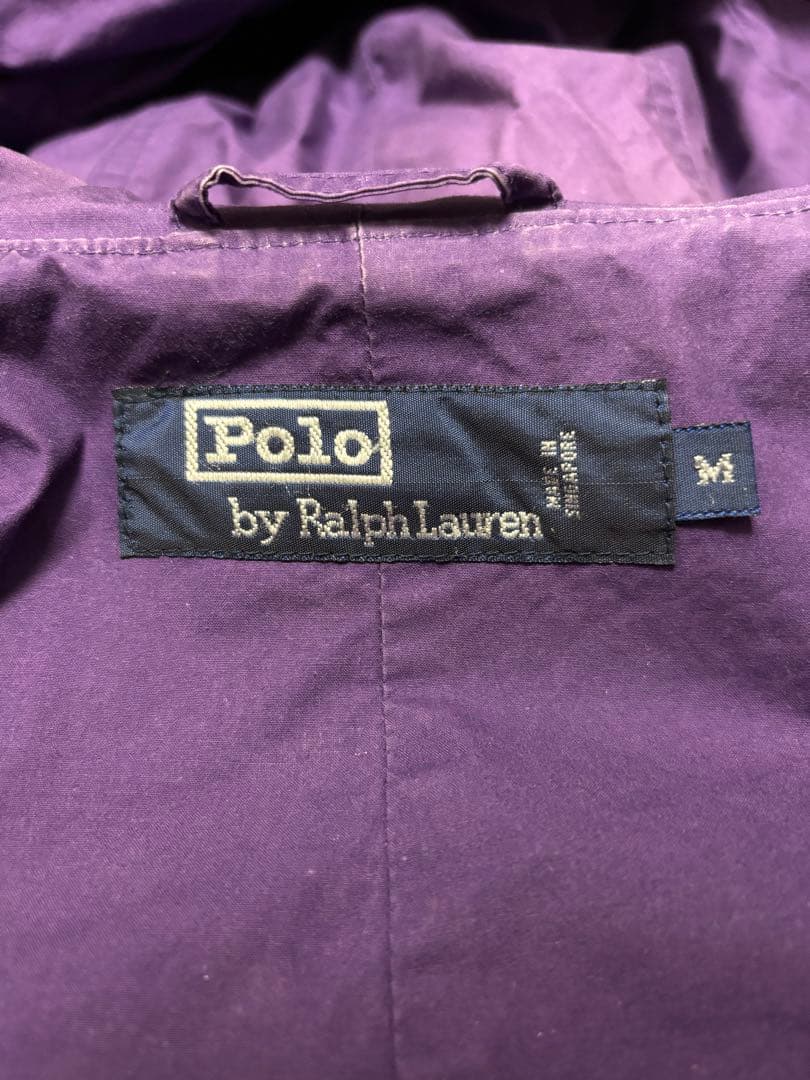 Polo
by Ralph Lauren
MADE IN
SINGAPORE
M